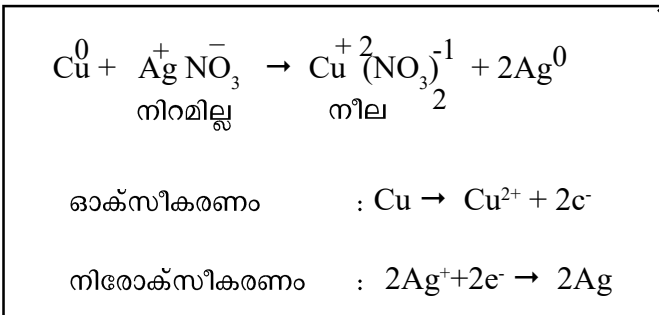 Cu⁰ + Ag⁺ NO₃⁻ → Cu⁺²(NO₃)₂⁻¹ + 2Ag⁰
നിറമില്ല നീല
ഓക്സീകരണം : Cu → Cu²⁺ + 2c⁻
നിരോക്സീകരണം : 2Ag⁺+2e⁻ → 2Ag